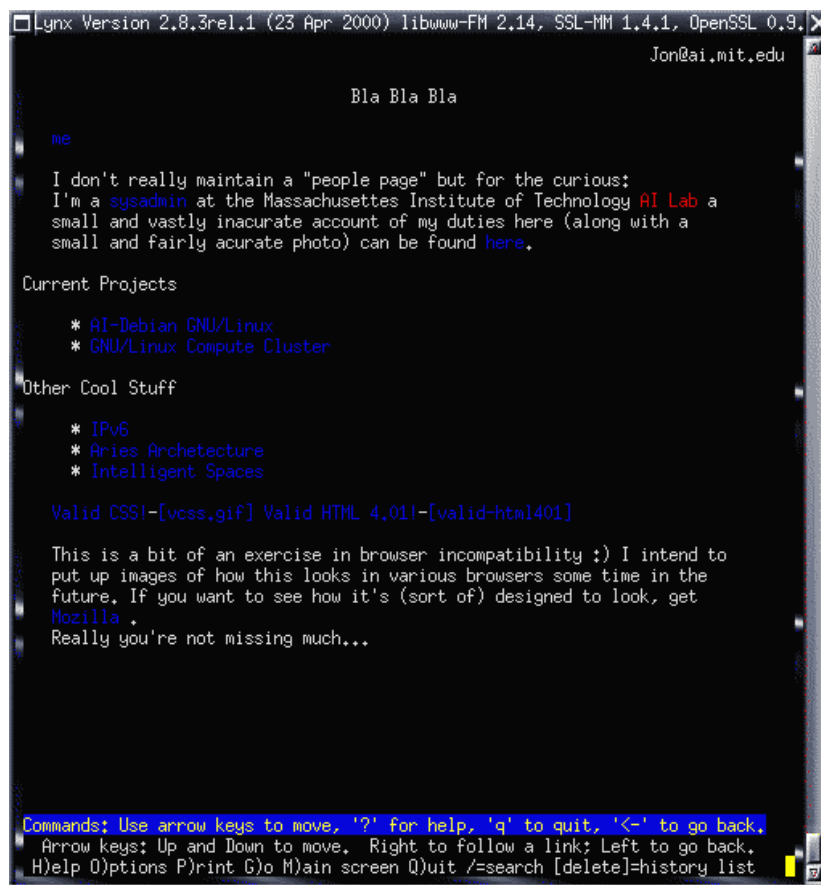 Lynx Version 2.8.3rel.1 (23 Apr 2000) libwww-FM 2.14, SSL-MM 1.4.1, OpenSSL 0.9.
Jon@ai.mit.edu
Bla Bla Bla
me
I don't really maintain a "people page" but for the curious:
I'm a sysadmin at the Massachusettes Institute of Technology AI Lab a
small and vastly inacurate account of my duties here (along with a
small and fairly acurate photo) can be found here.
Current Projects
* AI-Debian GNU/Linux
* GNU/Linux Compute Cluster
Other Cool Stuff
* IPv6
* Aries Archetecture
* Intelligent Spaces
Valid CSS!-[vcss.gif] Valid HTML 4.01!-[valid-html401]
This is a bit of an exercise in browser incompatibility :) I intend to
put up images of how this looks in various browsers some time in the
future. If you want to see how it's (sort of) designed to look, get
Mozilla .
Really you're not missing much...
Commands: Use arrow keys to move, '?' for help, 'q' to quit, '<-' to go back.
Arrow keys: Up and Down to move. Right to follow a link; Left to go back.
H)elp O)ptions P)rint G)o M)ain screen Q)uit /=search [delete]=history list